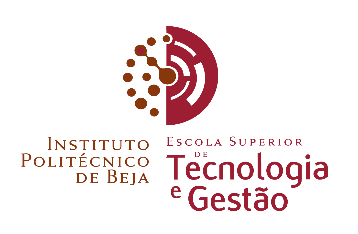 INSTITUTO
POLITÉCNICO
DE BEJA
ESCOLA SUPERIOR
DE
Tecnologia
e Gestão